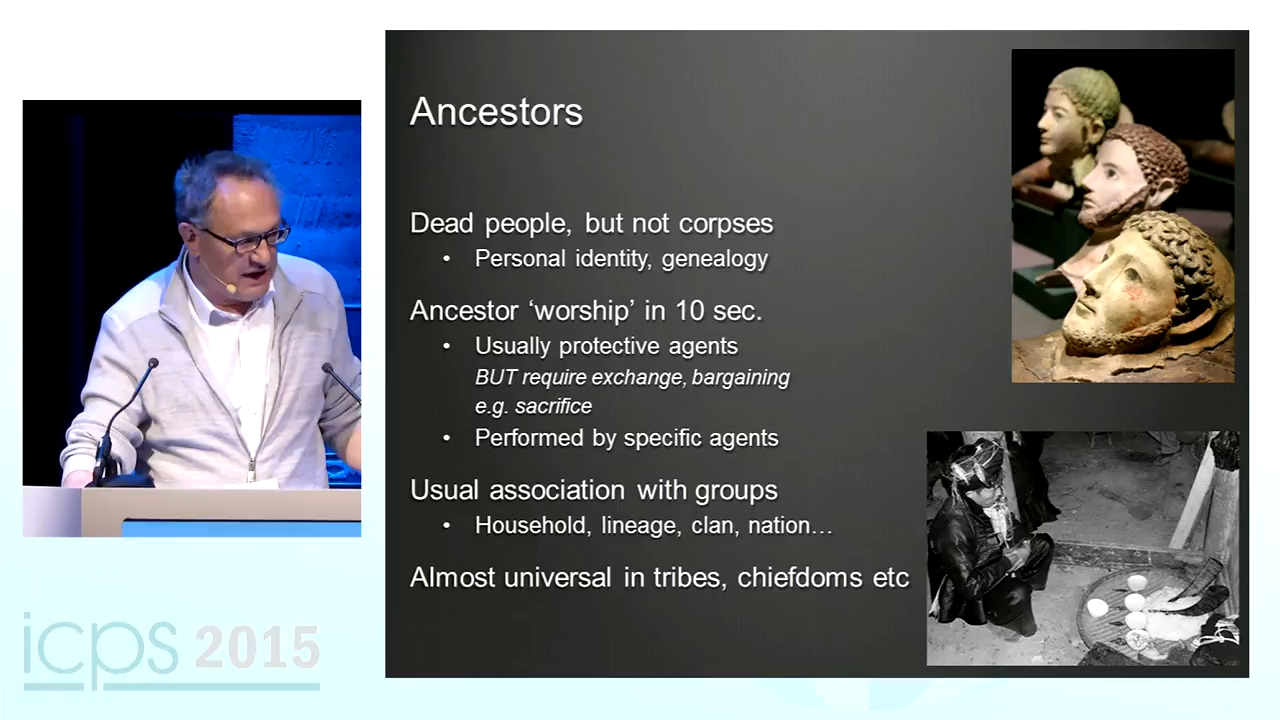 Ancestors
Dead people, but not corpses
• Personal identity, genealogy
Ancestor ‘worship’ in 10 sec.
• Usually protective agents
BUT require exchange, bargaining
e.g. sacrifice
• Performed by specific agents
Usual association with groups
• Household, lineage, clan, nation…
Almost universal in tribes, chiefdoms etc
icps 2015